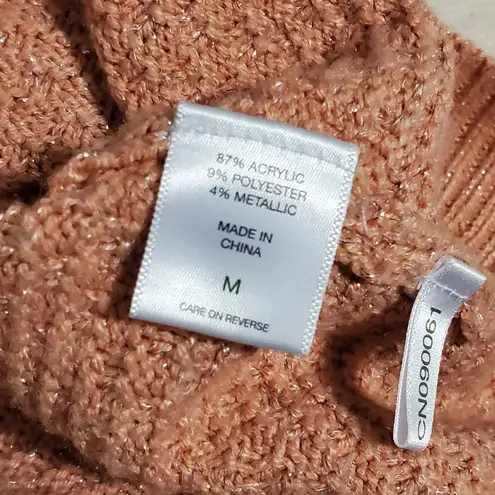 87% ACRYLIC
9% POLYESTER
4% METALLIC
MADE IN
CHINA
M
CARE ON REVERSE
CN090061